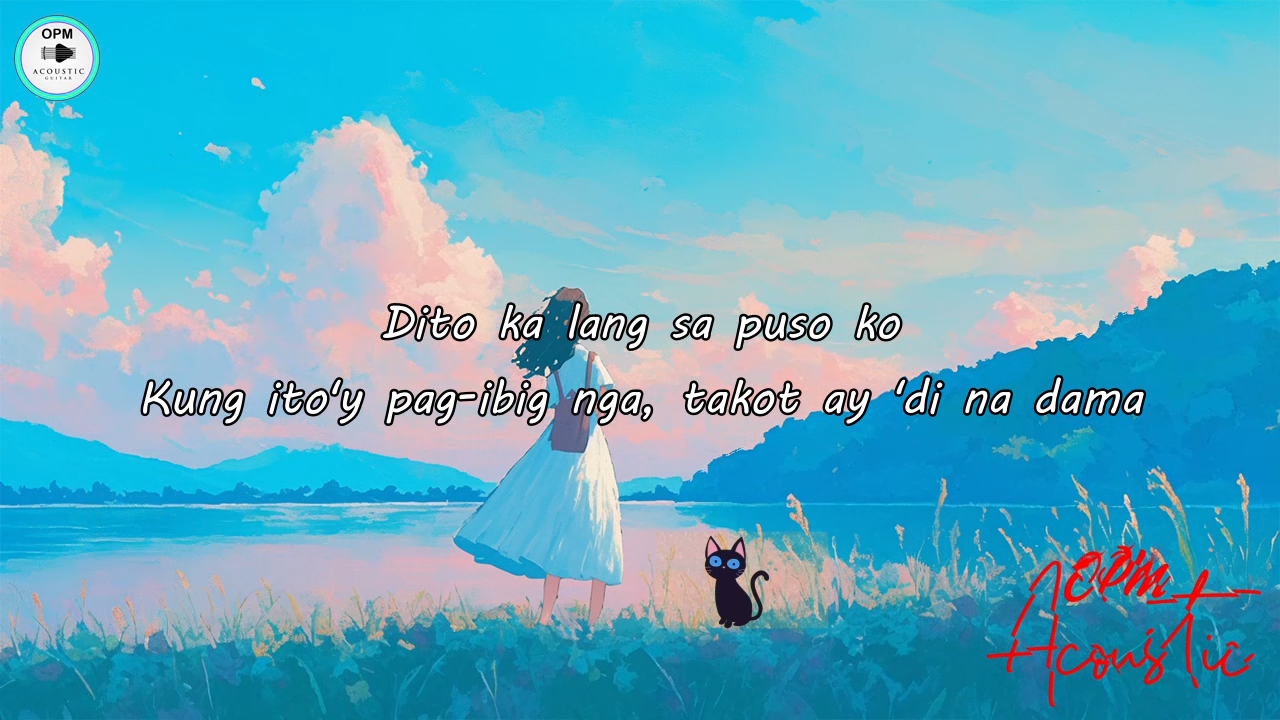 OPM
ACOUSTIC
GUITAR
Dito ka lang sa puso ko
Kung ito'y pag-ibig nga, takot ay 'di na dama
OPM
Acoustic